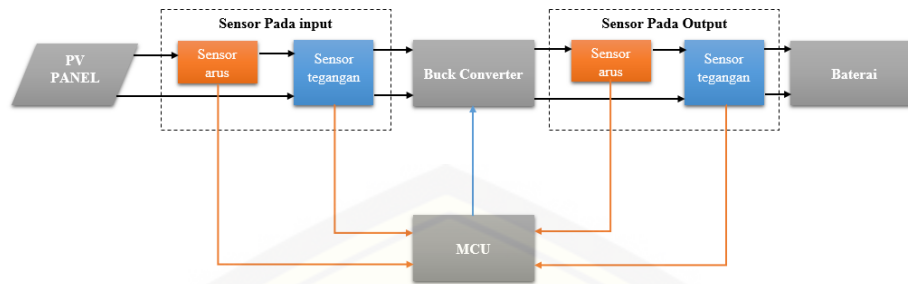 Sensor Pada input
Sensor Pada Output
PV
PANEL
Sensor
arus
Sensor
tegangan
Buck Converter
Sensor
arus
Sensor
tegangan
Baterai
MCU